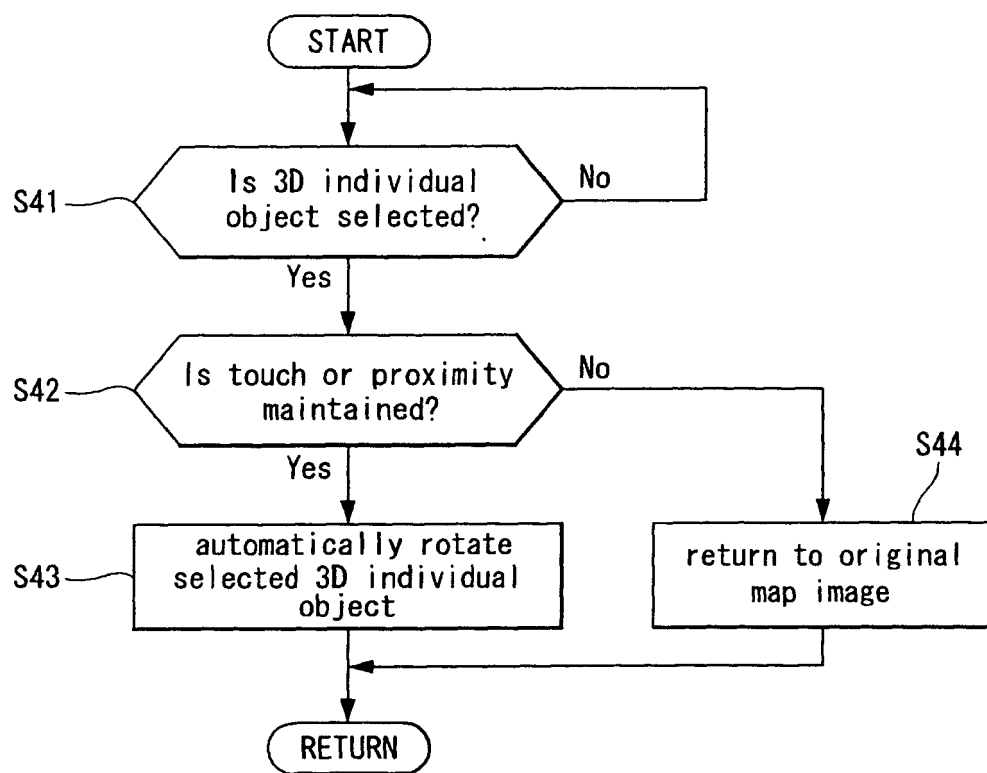 START
Is 3D individual
object selected?
No
S41
Yes
Is touch or proximity
maintained?
No
S42
Yes
S44
automatically rotate
selected 3D individual
object
S43
return to original
map image
RETURN